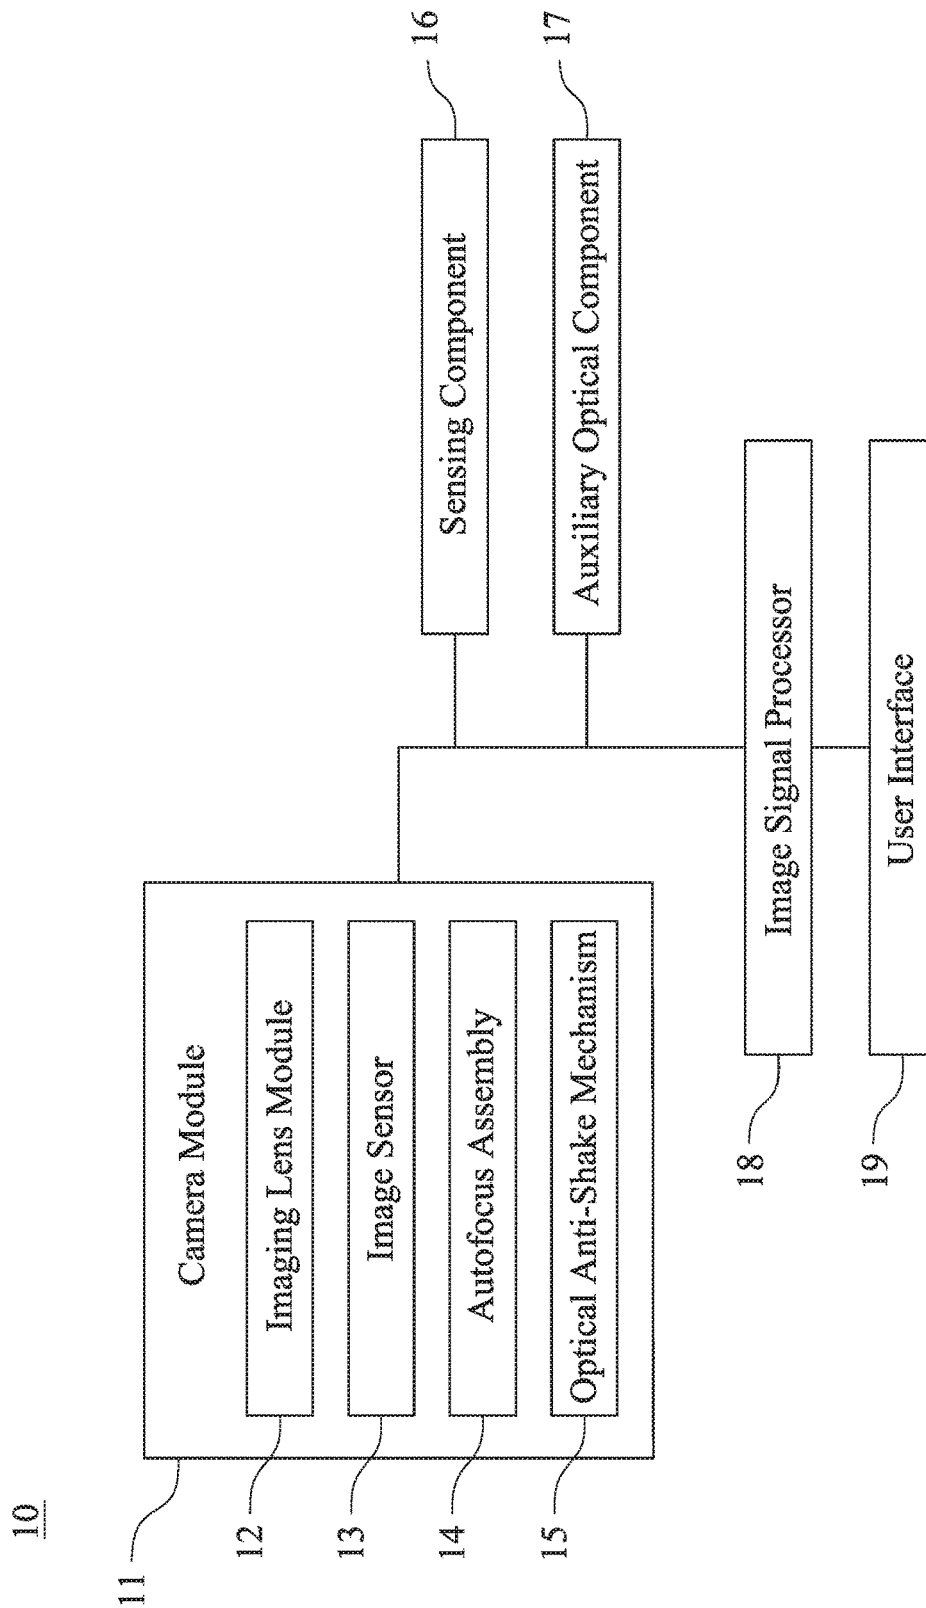 10
11
Camera Module
12
Imaging Lens Module
13
Image Sensor
14
Autofocus Assembly
15
Optical Anti-Shake Mechanism
16
Sensing Component
17
Auxiliary Optical Component
18
Image Signal Processor
19
User Interface